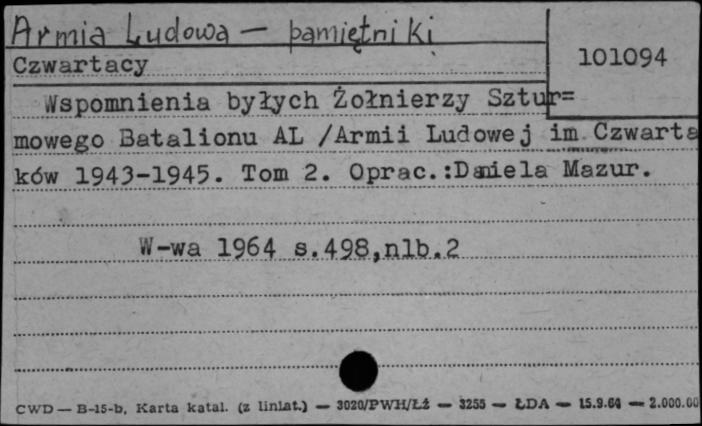 Armia Ludowa — pamiętniki
101094
Czwartacy
Wspomnienia byłych Żołnierzy Sztur=
mowego Batalionu AL /Armii Ludowej im Czwarta
ków 1943-1945. Tom 2. Oprac.:Daniela Mazur.
W-wa 1964 s.498,nlb.2
CWD — B-15-b, Karta katal. (z liniat.) — 3020/PWH/Łż — 3255 — ŁDA — 15.9.60 — 2.000.00